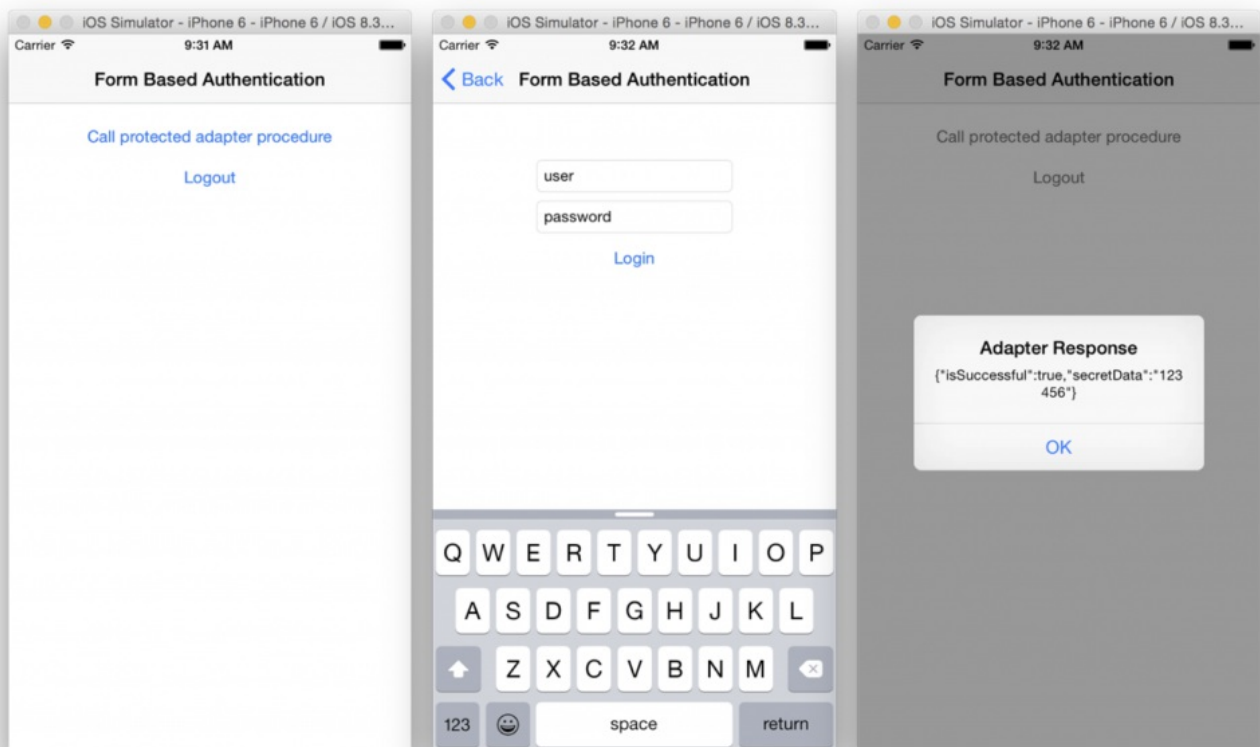 iOS Simulator - iPhone 6 - iPhone 6 / iOS 8.3...
Carrier 9:31 AM
Form Based Authentication
Call protected adapter procedure
Logout
iOS Simulator - iPhone 6 - iPhone 6 / iOS 8.3...
Carrier 9:32 AM
Back Form Based Authentication
user
password
Login
Q W E R T Y U I O P
A S D F G H J K L
Z X C V B N M
123 space return
iOS Simulator - iPhone 6 - iPhone 6 / iOS 8.3...
Carrier 9:32 AM
Form Based Authentication
Call protected adapter procedure
Logout
Adapter Response
{"isSuccessful":true,"secretData":"123
456"}
OK